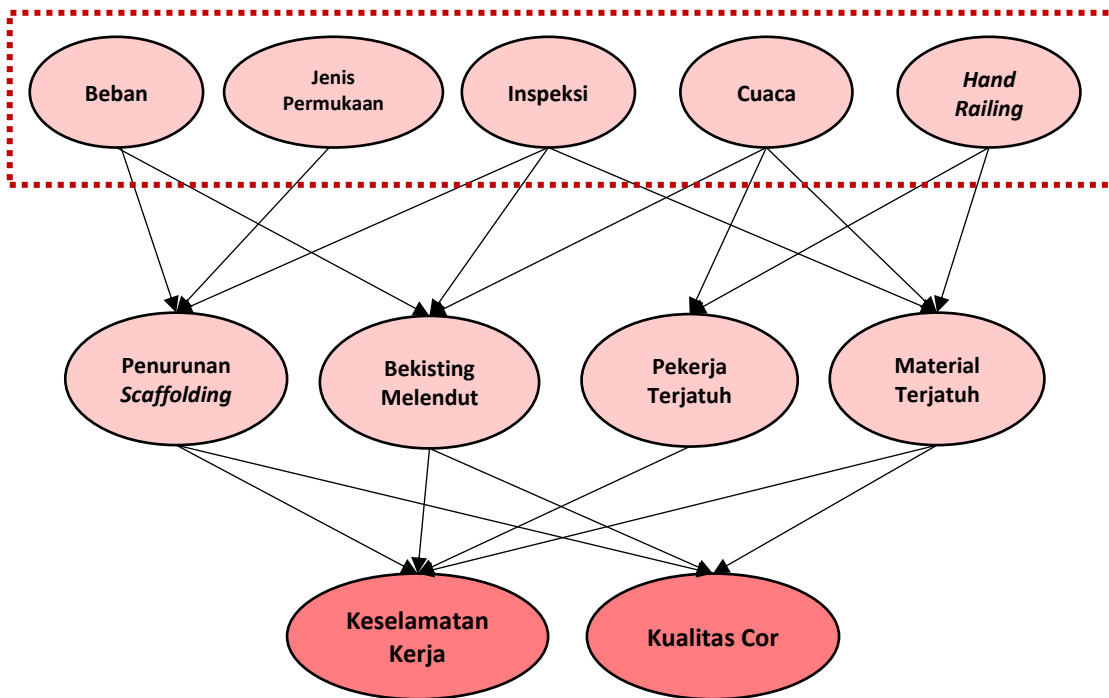 Beban
Jenis
Permukaan
Inspeksi
Cuaca
Hand
Railing
Penurunan
Scaffolding
Bekisting
Melendut
Pekerja
Terjatuh
Material
Terjatuh
Keselamatan
Kerja
Kualitas Cor